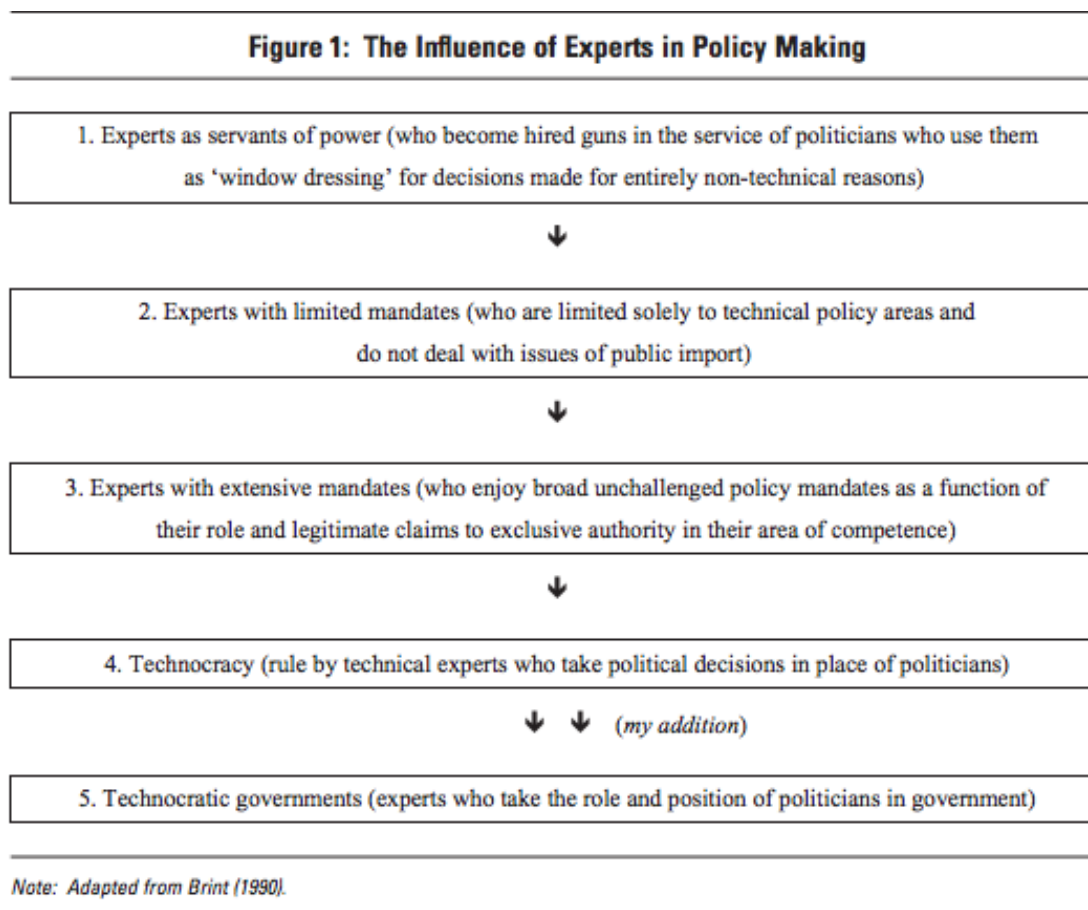 Figure 1: The Influence of Experts in Policy Making
1. Experts as servants of power (who become hired guns in the service of politicians who use them
as ‘window dressing’ for decisions made for entirely non-technical reasons)
2. Experts with limited mandates (who are limited solely to technical policy areas and
do not deal with issues of public import)
3. Experts with extensive mandates (who enjoy broad unchallenged policy mandates as a function of
their role and legitimate claims to exclusive authority in their area of competence)
4. Technocracy (rule by technical experts who take political decisions in place of politicians)
(my addition)
5. Technocratic governments (experts who take the role and position of politicians in government)
Note: Adapted from Brint (1990).